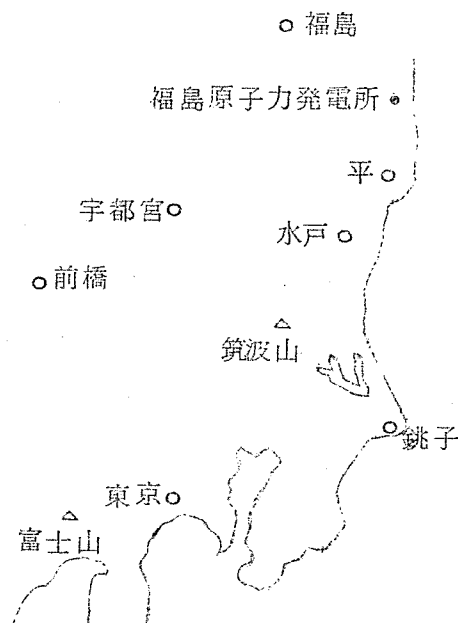 福島
福島原子力発電所
平
宇都宮
水戸
前橋
筑波山
銚子
東京
富士山